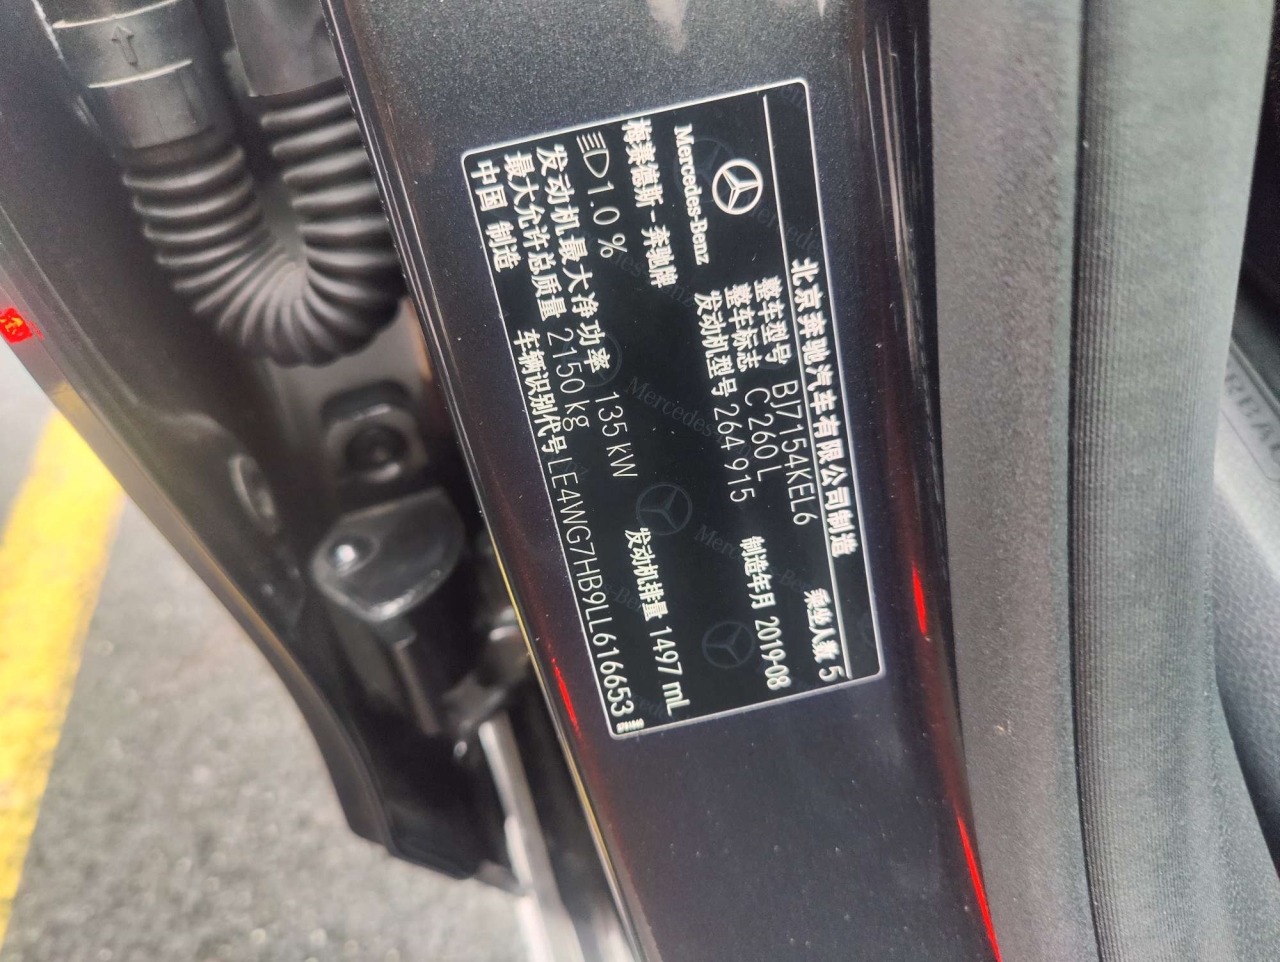 北京奔驰汽车有限公司制造
Mercedes-Benz
梅赛德斯-奔驰牌
整车型号 BJ7154KEL6
乘坐人数 5
整车标志 C 260 L
制造年月 2019-08
发动机型号 264 915
1.0 %
发动机排量 1497 mL
发动机最大净功率 135 kW
最大允许总质量 2150 kg
中国 制造
车辆识别代号 LE4WG7HB9LL616653